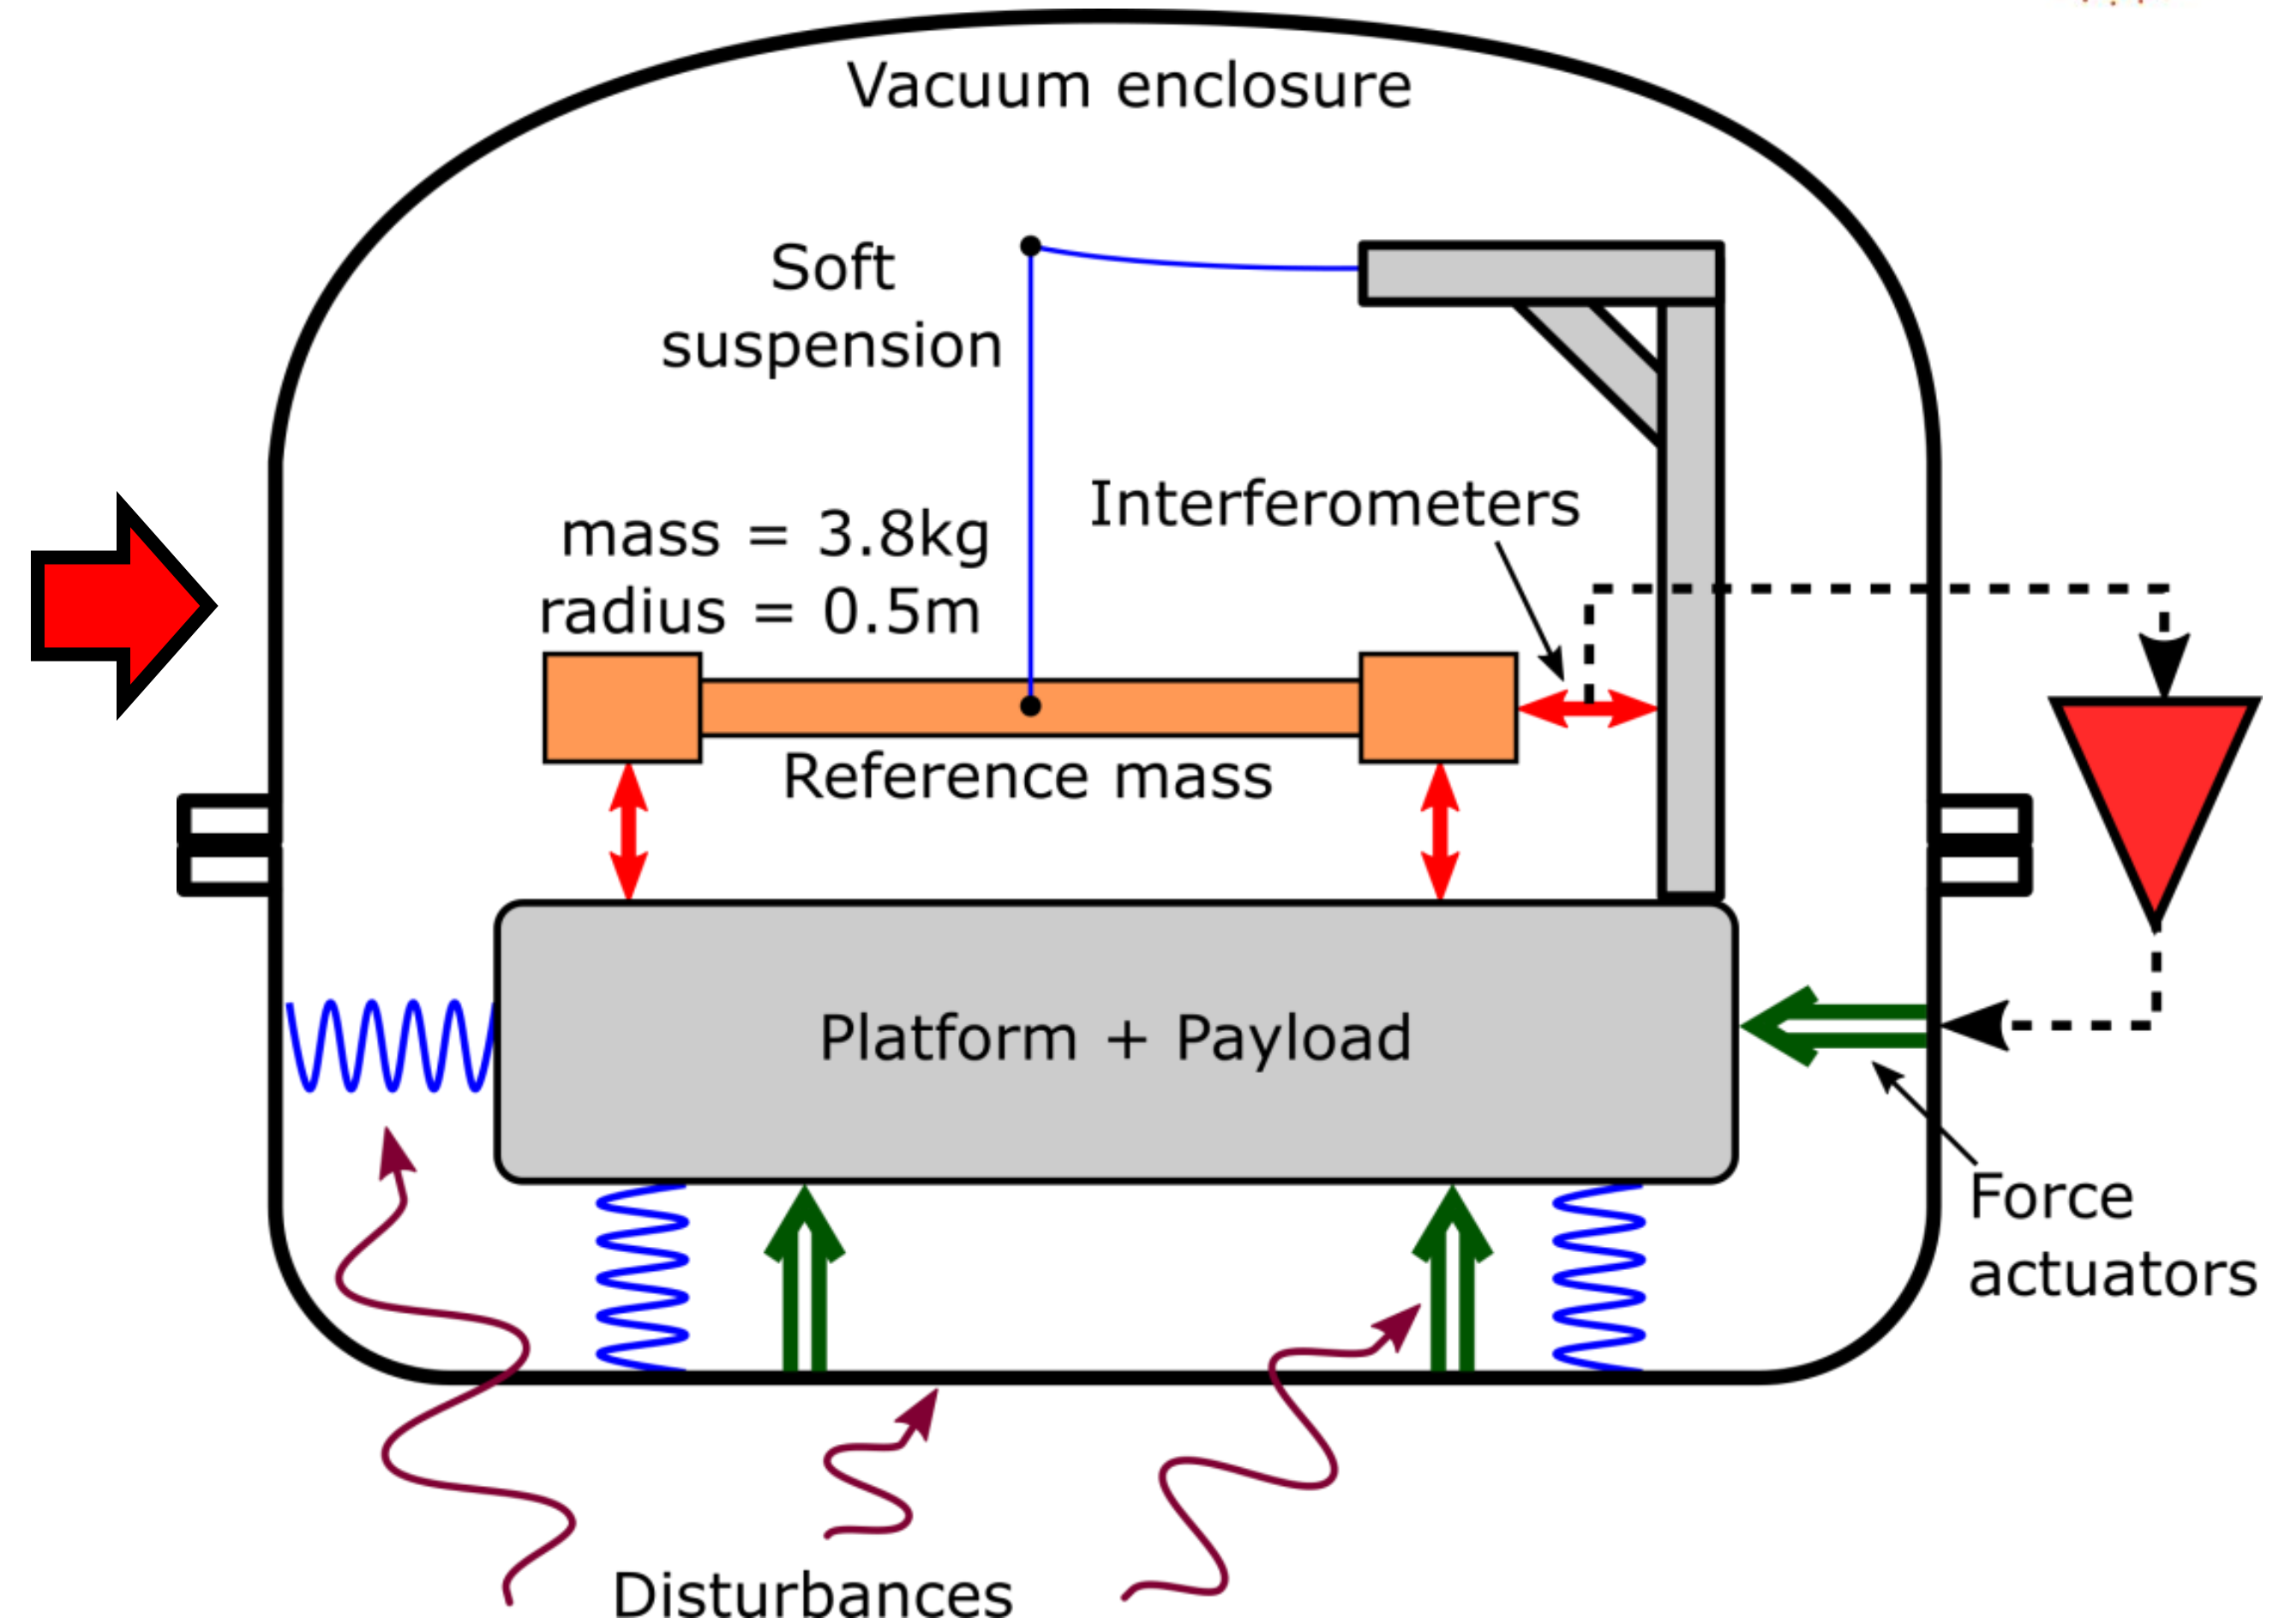 Vacuum enclosure
Soft
suspension
Interferometers
mass = 3.8kg
radius = 0.5m
Reference mass
Platform + Payload
Force
actuators
Disturbances